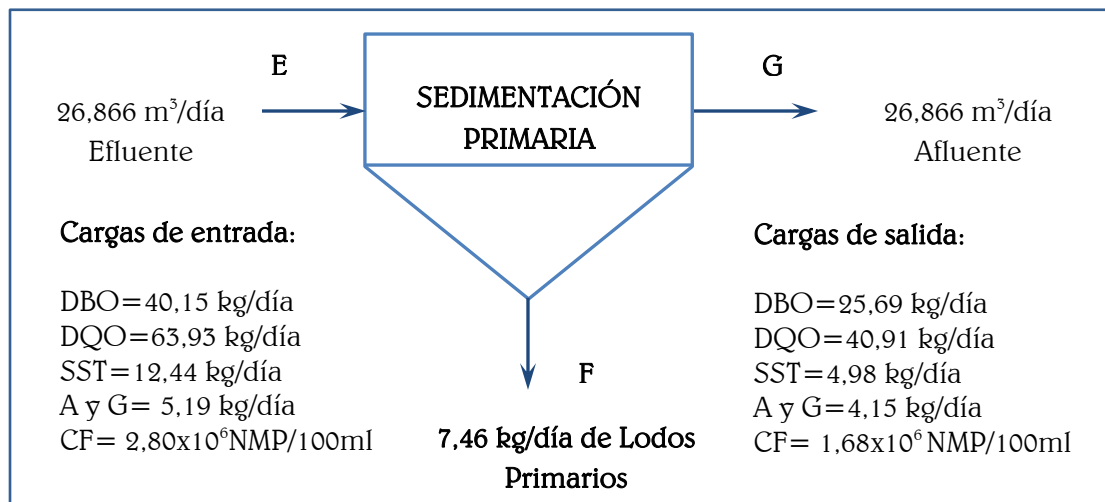 E
G
SEDIMENTACIÓN
PRIMARIA
26,866 m³/día
Efluente
26,866 m³/día
Afluente
Cargas de entrada:
DBO=40,15 kg/día
DQO=63,93 kg/día
SST=12,44 kg/día
A y G= 5,19 kg/día
CF= 2,80x10⁶NMP/100ml
Cargas de salida:
DBO=25,69 kg/día
DQO=40,91 kg/día
SST=4,98 kg/día
A y G=4,15 kg/día
CF= 1,68x10⁶ NMP/100ml
F
7,46 kg/día de Lodos
Primarios